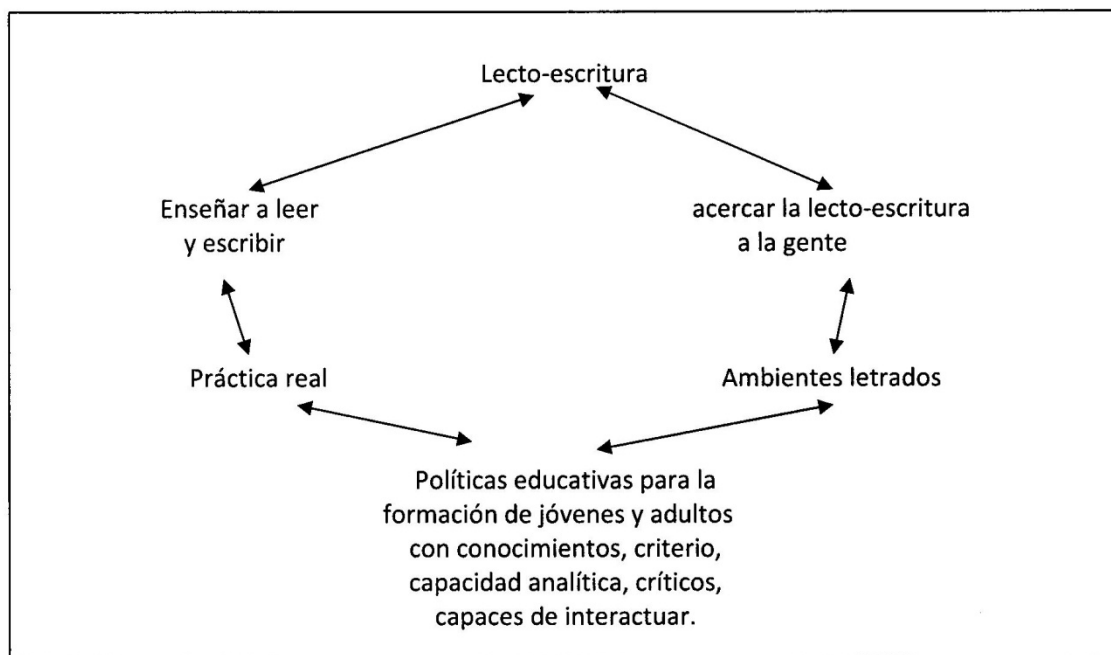 Lecto-escritura
Enseñar a leer
y escribir
acercar la lecto-escritura
a la gente
Práctica real
Ambientes letrados
Políticas educativas para la
formación de jóvenes y adultos
con conocimientos, criterio,
capacidad analítica, críticos,
capaces de interactuar.